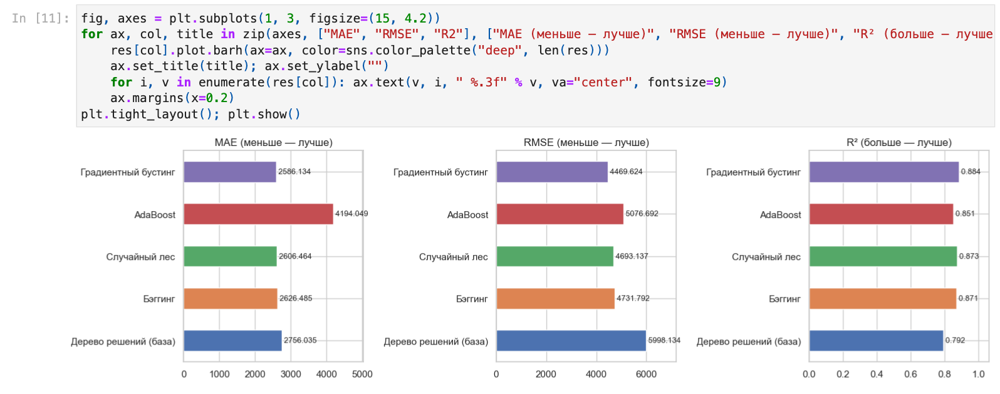 In [11]:
fig, axes = plt.subplots(1, 3, figsize=(15, 4.2))
for ax, col, title in zip(axes, ["MAE", "RMSE", "R2"], ["MAE (меньше — лучше)", "RMSE (меньше — лучше)", "R² (больше — лучше
    res[col].plot.barh(ax=ax, color=sns.color_palette("deep", len(res)))
    ax.set_title(title); ax.set_ylabel("")
    for i, v in enumerate(res[col]): ax.text(v, i, " %.3f" % v, va="center", fontsize=9)
    ax.margins(x=0.2)
plt.tight_layout(); plt.show()
MAE (меньше — лучше)
Градиентный бустинг 2586.134
AdaBoost 4194.049
Случайный лес 2606.464
Бэггинг 2626.485
Дерево решений (база) 2756.035
0 1000 2000 3000 4000 5000
RMSE (меньше — лучше)
Градиентный бустинг 4469.624
AdaBoost 5076.692
Случайный лес 4693.137
Бэггинг 4731.792
Дерево решений (база) 5998.134
0 2000 4000 6000
R² (больше — лучше)
Градиентный бустинг 0.884
AdaBoost 0.851
Случайный лес 0.873
Бэггинг 0.871
Дерево решений (база) 0.792
0.0 0.2 0.4 0.6 0.8 1.0